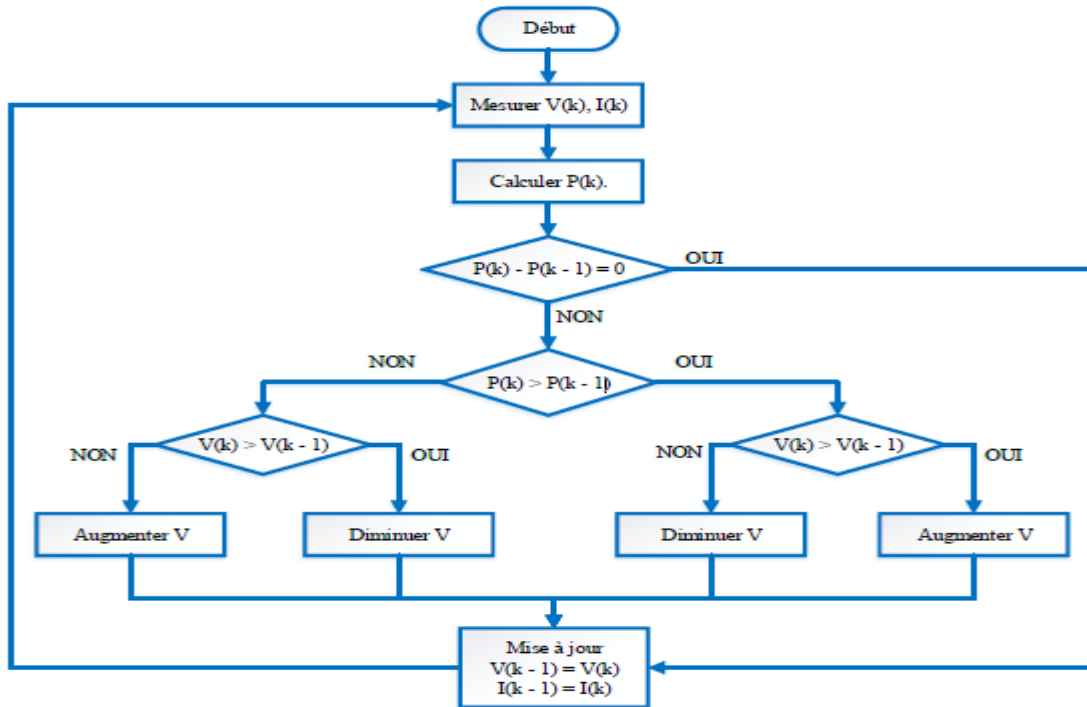 Début
Mesurer V(k), I(k)
Calculer P(k).
P(k) - P(k - 1) = 0
OUI
NON
NON
P(k) > P(k - 1)
OUI
V(k) > V(k - 1)
V(k) > V(k - 1)
NON
OUI
NON
OUI
Augmenter V
Diminuer V
Diminuer V
Augmenter V
Mise à jour
V(k - 1) = V(k)
I(k - 1) = I(k)